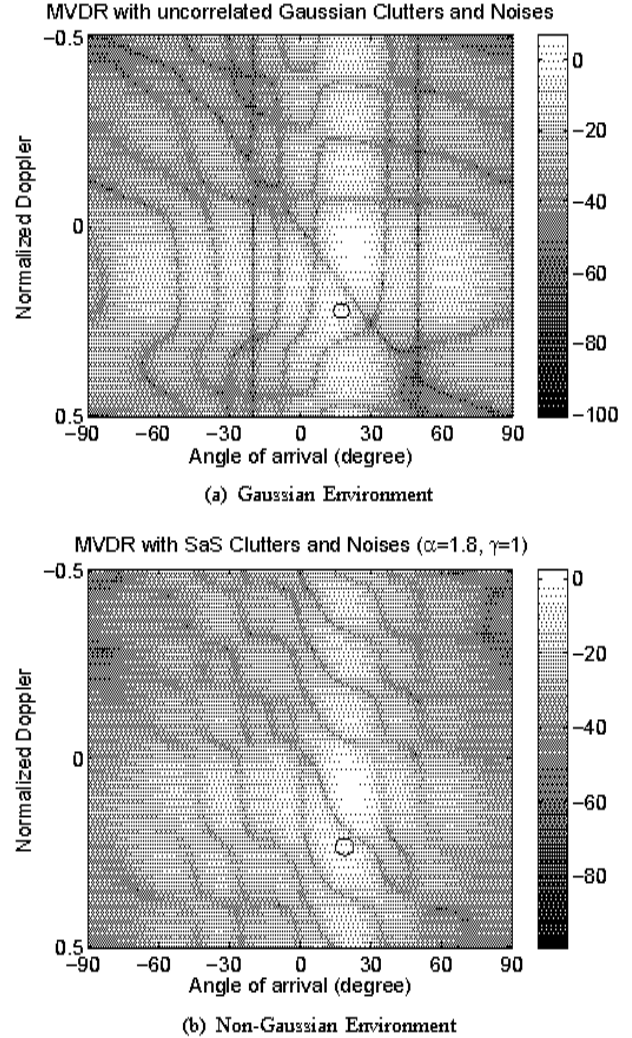 MVDR with uncorrelated Gaussian Clutters and Noises
−0.5
0
0.5
Normalized Doppler
−90 −60 −30 0 30 60 90
Angle of arrival (degree)
0
−20
−40
−60
−80
−100
(a) Gaussian Environment
MVDR with SaS Clutters and Noises (α=1.8, γ=1)
−0.5
0
0.5
Normalized Doppler
−90 −60 −30 0 30 60 90
Angle of arrival (degree)
0
−20
−40
−60
−80
(b) Non-Gaussian Environment